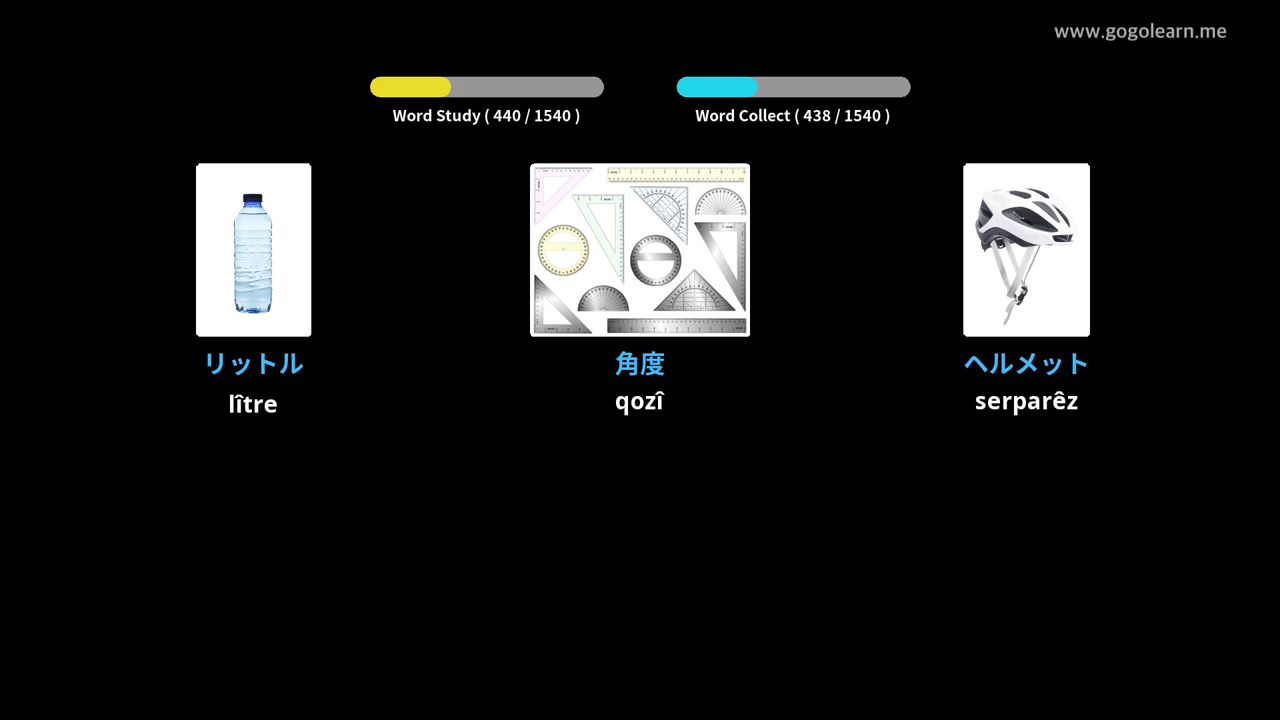 www.gogolearn.me
Word Study ( 440 / 1540 )
Word Collect ( 438 / 1540 )
リットル
lître
角度
qozî
ヘルメット
serparêz